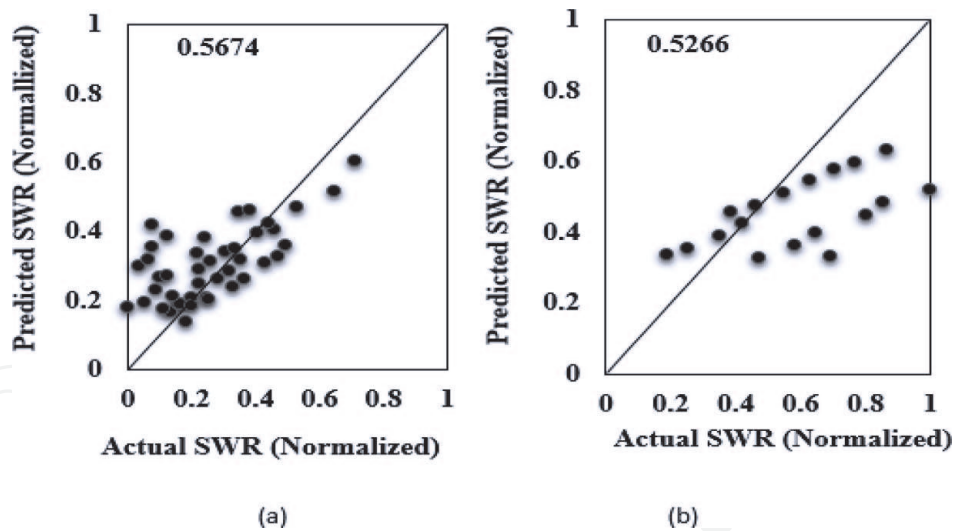 1
0.8
0.6
0.4
0.2
0
0.5674
Predicted SWR (Normallized)
0 0.2 0.4 0.6 0.8 1
Actual SWR (Normalized)
(a)
1
0.8
0.6
0.4
0.2
0
0.5266
Predicted SWR (Normalized)
0 0.2 0.4 0.6 0.8 1
Actual SWR (Normalized)
(b)